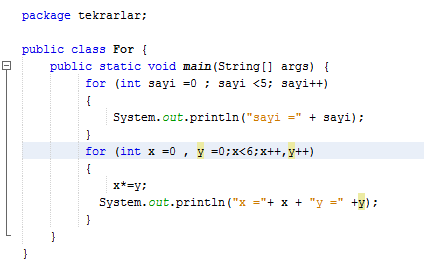 package tekrarlar;
public class For {
public static void main(String[] args) {
for (int sayi =0 ; sayi <5; sayi++)
{
System.out.println("sayi =" + sayi);
}
for (int x =0 , y =0;x<6;x++,y++)
{
x*=y;
System.out.println("x ="+ x + "y =" +y);
}
}
}